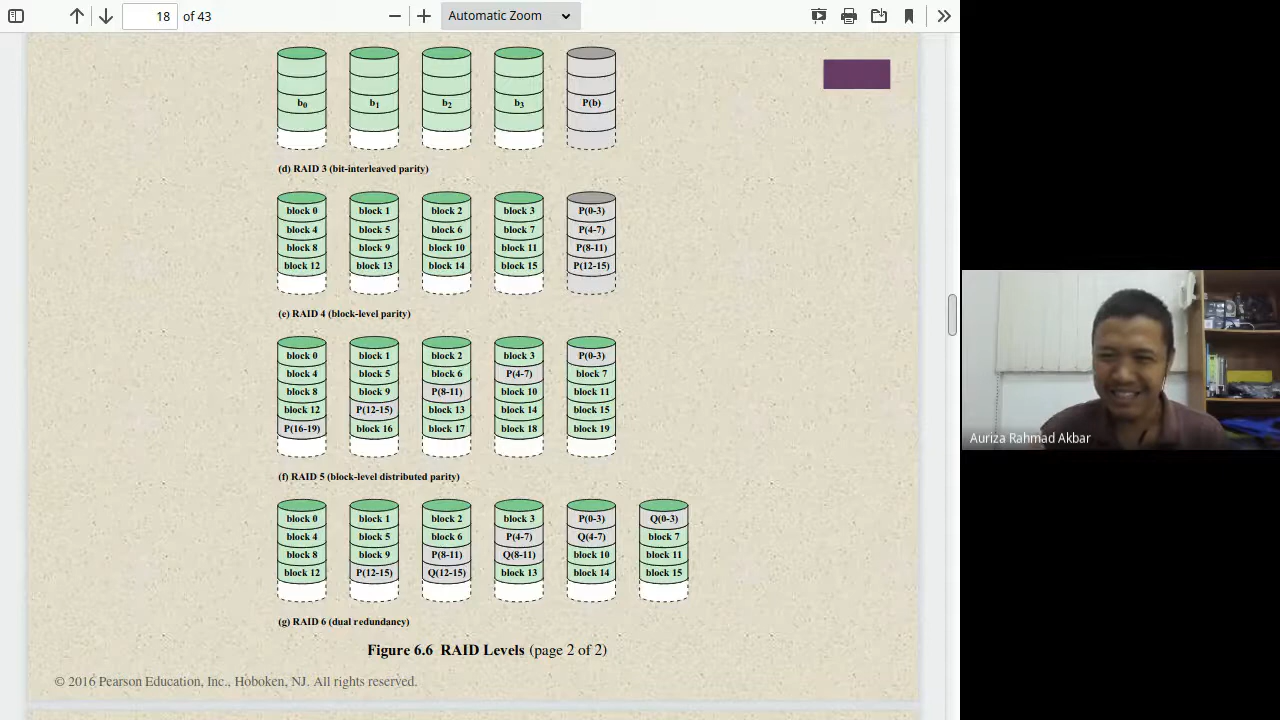 18 of 43 Automatic Zoom
b0 b1 b2 b3 P(b)
(d) RAID 3 (bit-interleaved parity)
block 0 block 1 block 2 block 3 P(0-3)
block 4 block 5 block 6 block 7 P(4-7)
block 8 block 9 block 10 block 11 P(8-11)
block 12 block 13 block 14 block 15 P(12-15)
(e) RAID 4 (block-level parity)
block 0 block 1 block 2 block 3 P(0-3)
block 4 block 5 block 6 P(4-7) block 7
block 8 block 9 P(8-11) block 10 block 11
block 12 P(12-15) block 13 block 14 block 15
P(16-19) block 16 block 17 block 18 block 19
(f) RAID 5 (block-level distributed parity)
block 0 block 1 block 2 block 3 P(0-3) Q(0-3)
block 4 block 5 block 6 P(4-7) Q(4-7) block 7
block 8 block 9 P(8-11) Q(8-11) block 10 block 11
block 12 P(12-15) Q(12-15) block 13 block 14 block 15
(g) RAID 6 (dual redundancy)
Figure 6.6 RAID Levels (page 2 of 2)
© 2016 Pearson Education, Inc., Hoboken, NJ. All rights reserved.
Auriza Rahmad Akbar